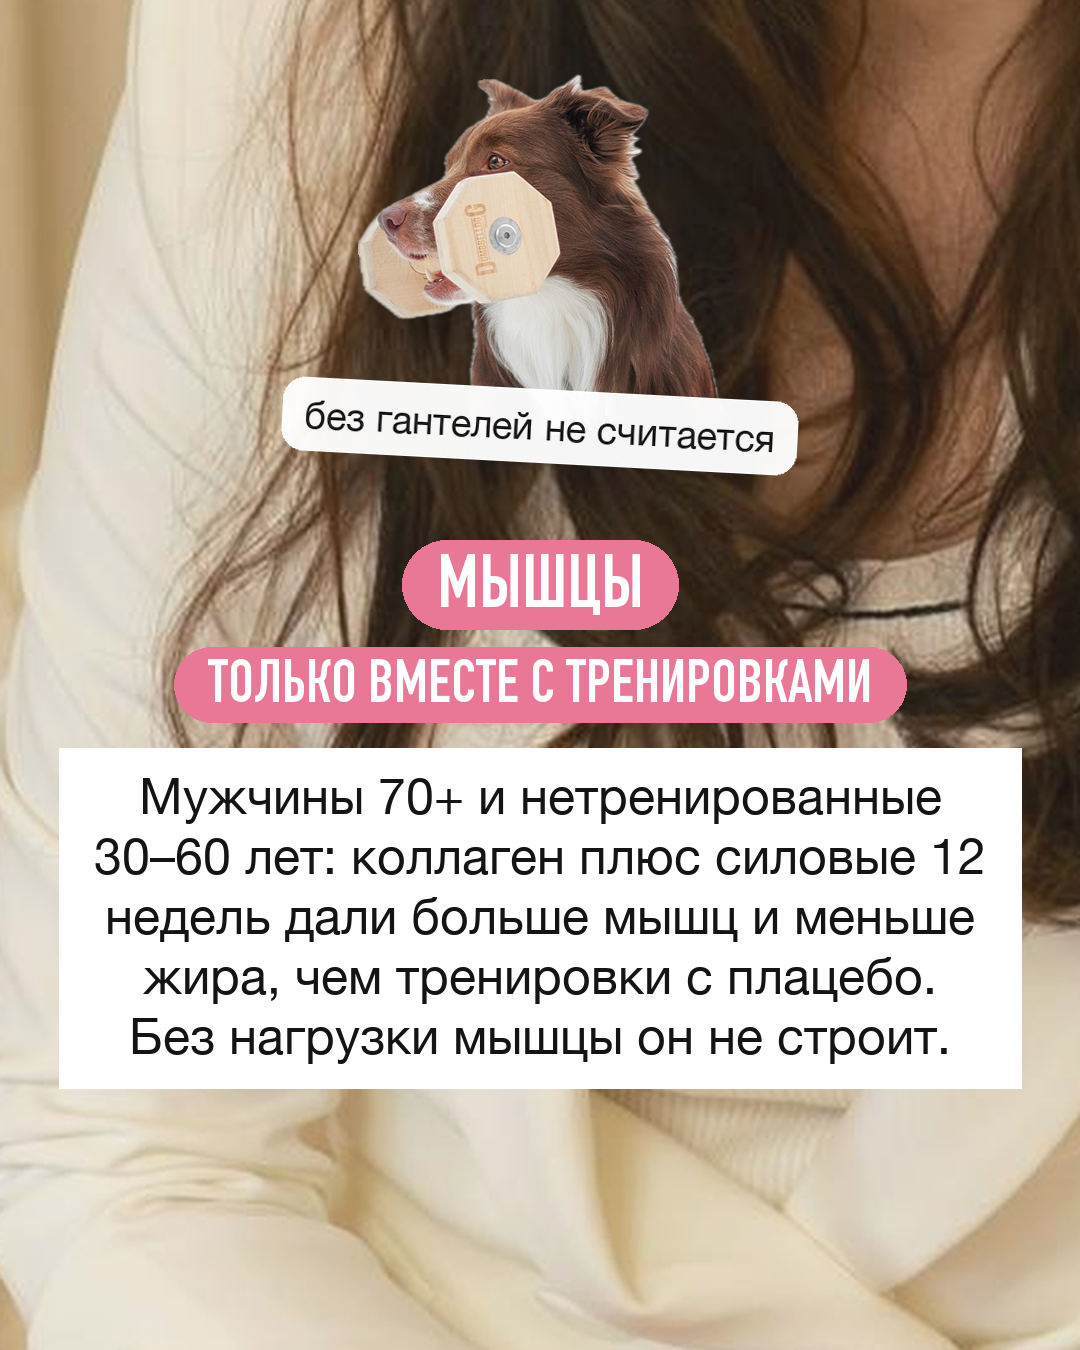 без гантелей не считается
МЫШЦЫ
ТОЛЬКО ВМЕСТЕ С ТРЕНИРОВКАМИ
Мужчины 70+ и нетренированные
30–60 лет: коллаген плюс силовые 12
недель дали больше мышц и меньше
жира, чем тренировки с плацебо.
Без нагрузки мышцы он не строит.